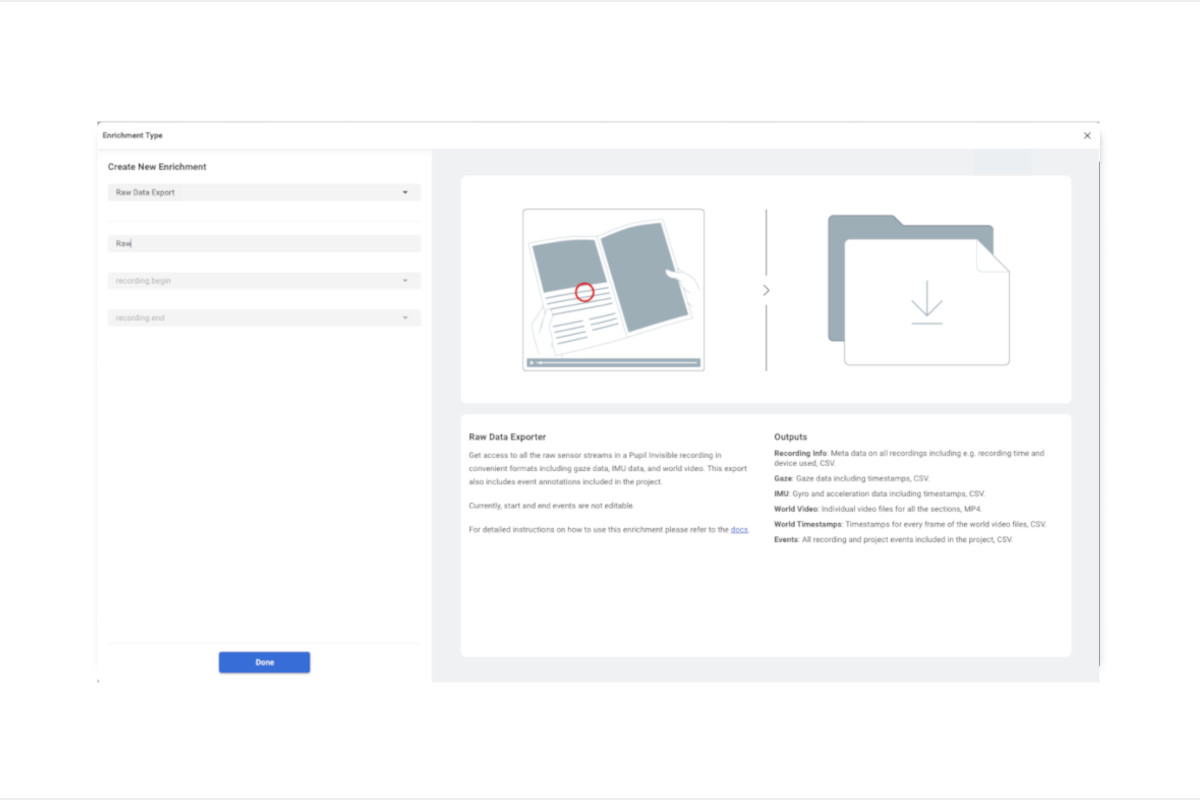 Enrichment Type
Create New Enrichment
Raw Data Export
Raw
recording.begin
recording.end
Done
Raw Data Exporter
Get access to all the raw sensor streams in a Pupil Invisible recording in
convenient formats including gaze data, IMU data, and world video. This export
also includes event annotations included in the project.
Currently, start and end events are not editable.
For detailed instructions on how to use this enrichment please refer to the docs.
Outputs
Recording Info: Meta data on all recordings including e.g. recording time and
device used, CSV.
Gaze: Gaze data including timestamps, CSV.
IMU: Gyro and acceleration data including timestamps, CSV.
World Video: Individual video files for all the sections, MP4.
World Timestamps: Timestamps for every frame of the world video files, CSV.
Events: All recording and project events included in the project, CSV.